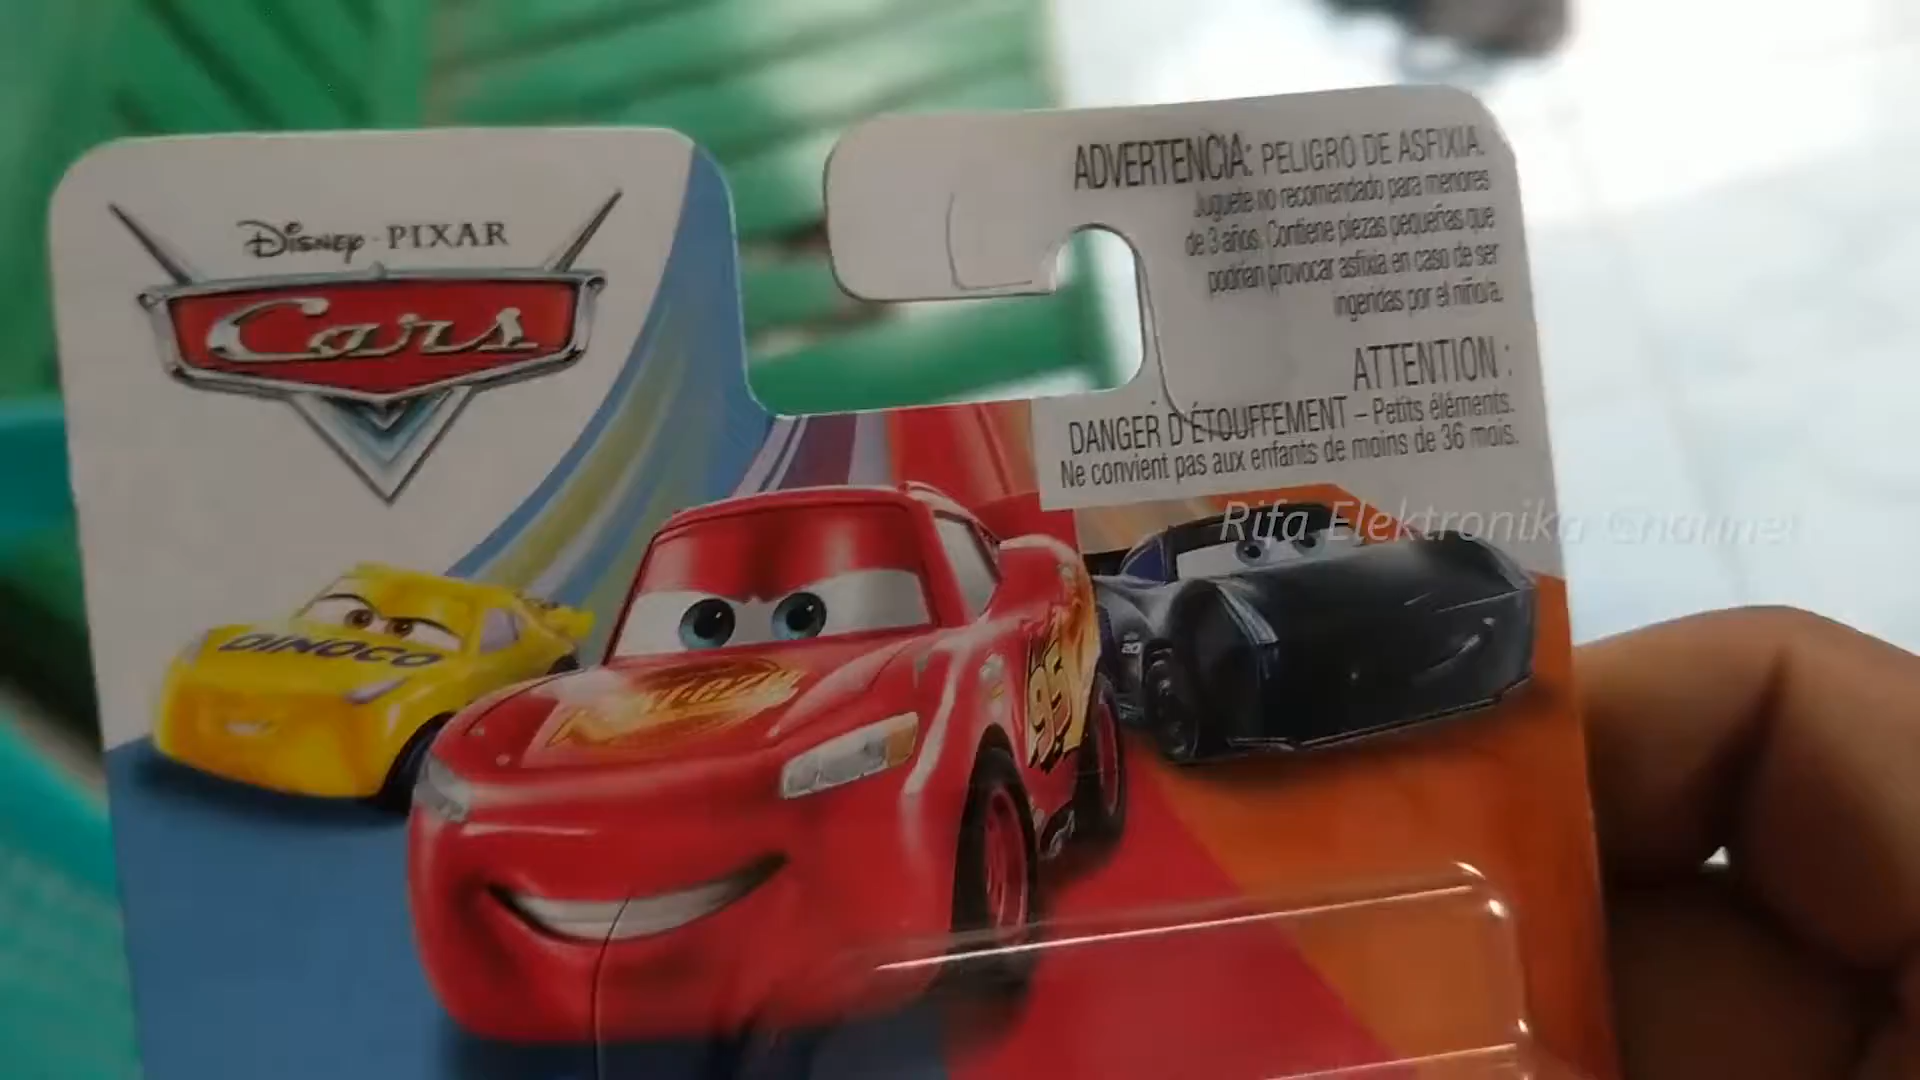 Disney · PIXAR
Cars
ADVERTENCIA: PELIGRO DE ASFIXIA.
Juguete no recomendado para menores
de 3 años. Contiene piezas pequeñas que
podrían provocar asfixia en caso de ser
ingeridas por el niño/a.
ATTENTION :
DANGER D'ÉTOUFFEMENT – Petits éléments.
Ne convient pas aux enfants de moins de 36 mois.
Rifa Elektronika Channel
DINOCO
95
20